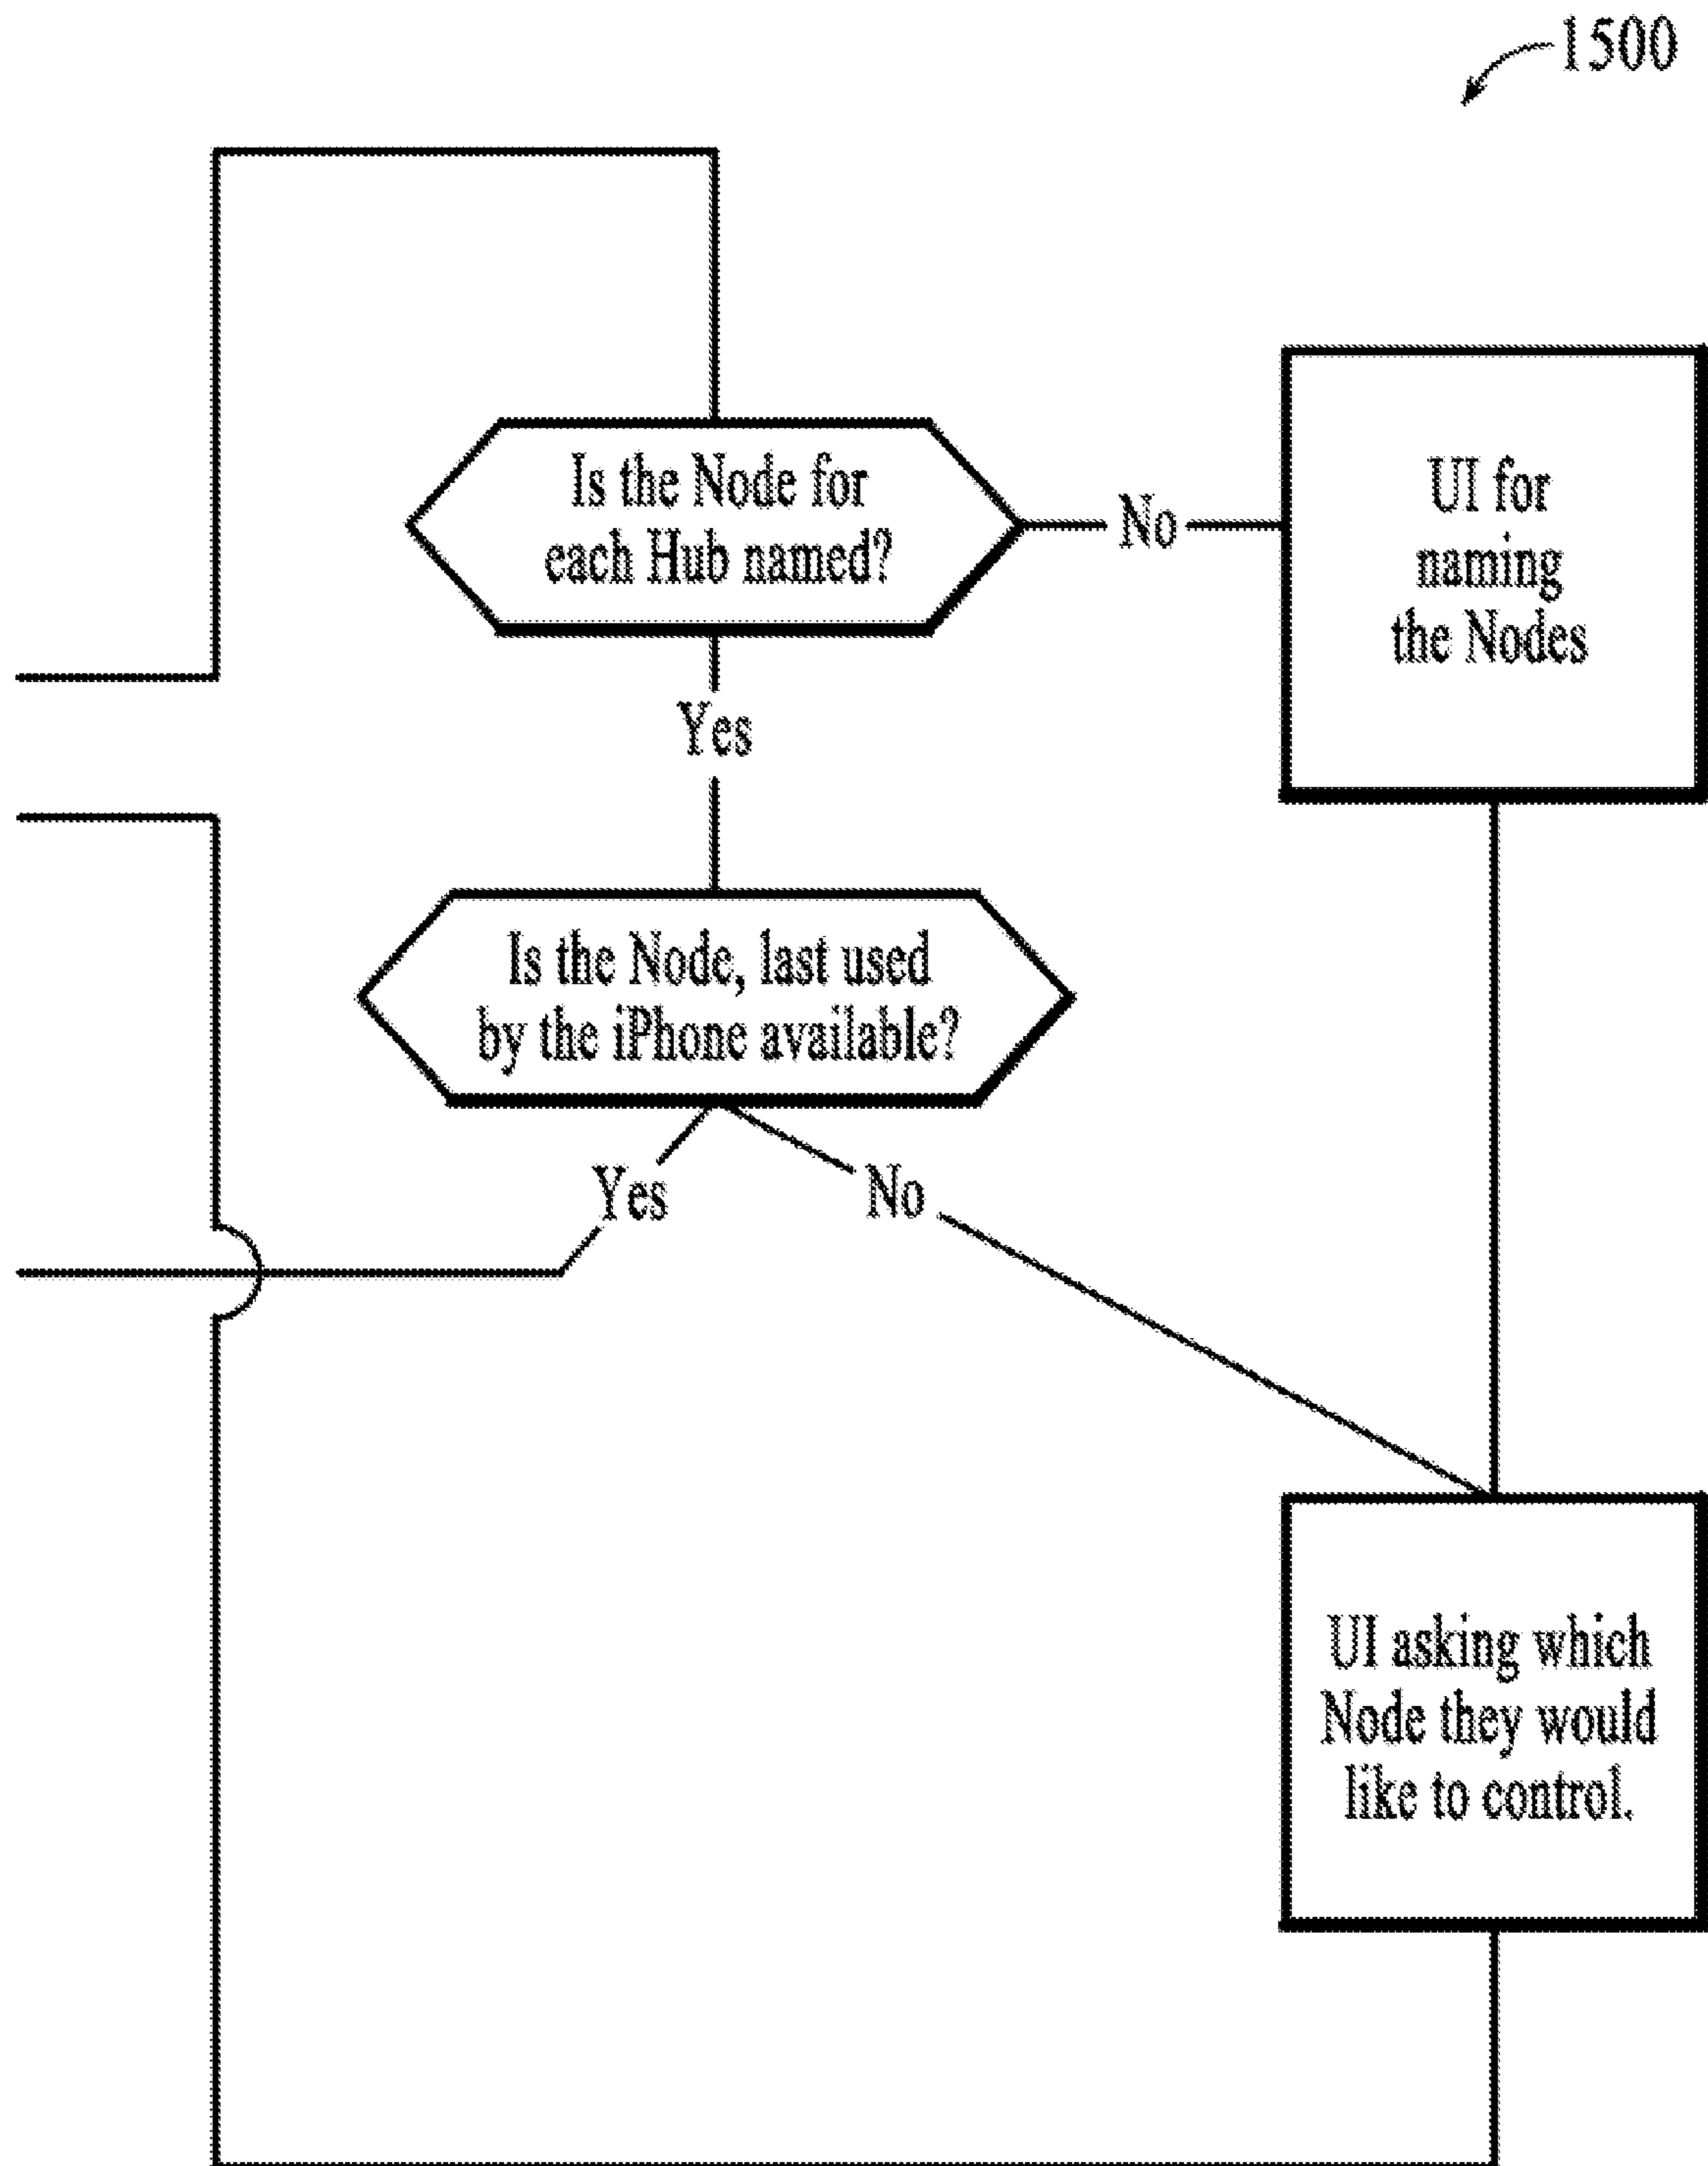 1500
Is the Node for
each Hub named?
No
UI for
naming
the Nodes
Yes
Is the Node, last used
by the iPhone available?
Yes
No
UI asking which
Node they would
like to control.